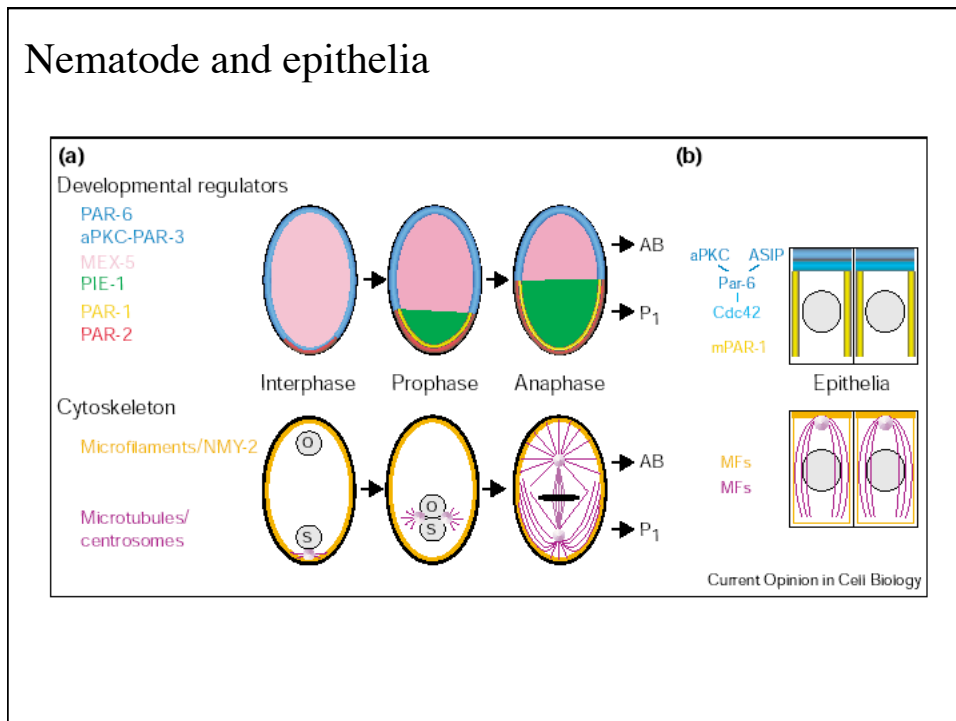 Nematode and epithelia
(a)
Developmental regulators
PAR-6
aPKC-PAR-3
MEX-5
PIE-1
PAR-1
PAR-2
AB
P1
Interphase Prophase Anaphase
Cytoskeleton
Microfilaments/NMY-2
Microtubules/
centrosomes
O
S
O
S
AB
P1
(b)
aPKC ASIP
Par-6
Cdc42
mPAR-1
Epithelia
MFs
MFs
Current Opinion in Cell Biology